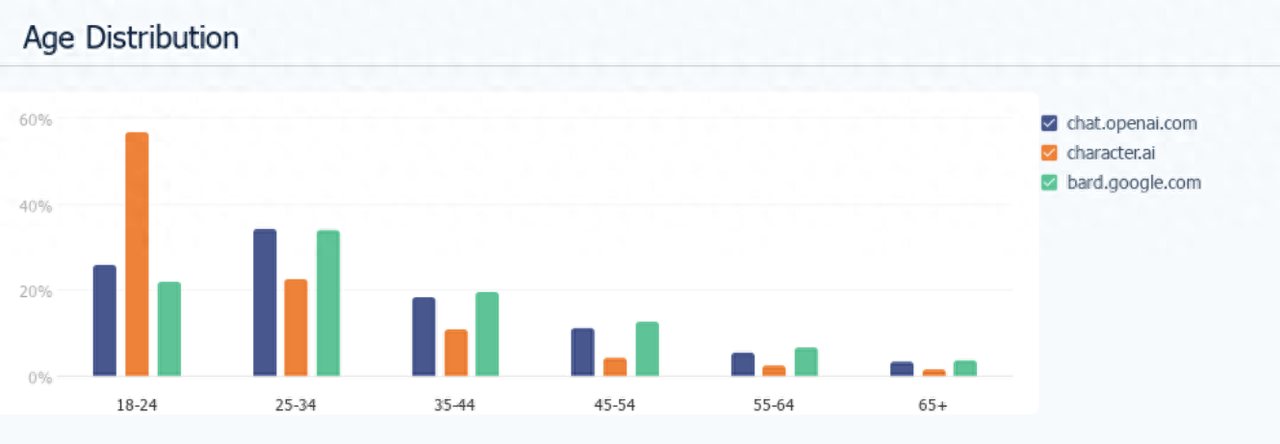 Age Distribution
60%
40%
20%
0%
18-24
25-34
35-44
45-54
55-64
65+
chat.openai.com
character.ai
bard.google.com